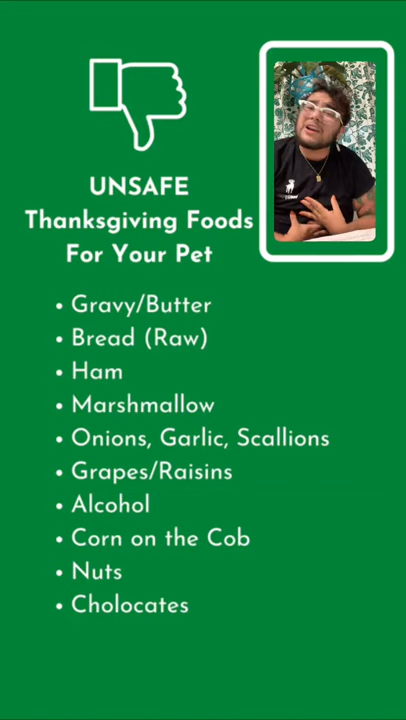 UNSAFE
Thanksgiving Foods
For Your Pet
• Gravy/Butter
• Bread (Raw)
• Ham
• Marshmallow
• Onions, Garlic, Scallions
• Grapes/Raisins
• Alcohol
• Corn on the Cob
• Nuts
• Cholocates